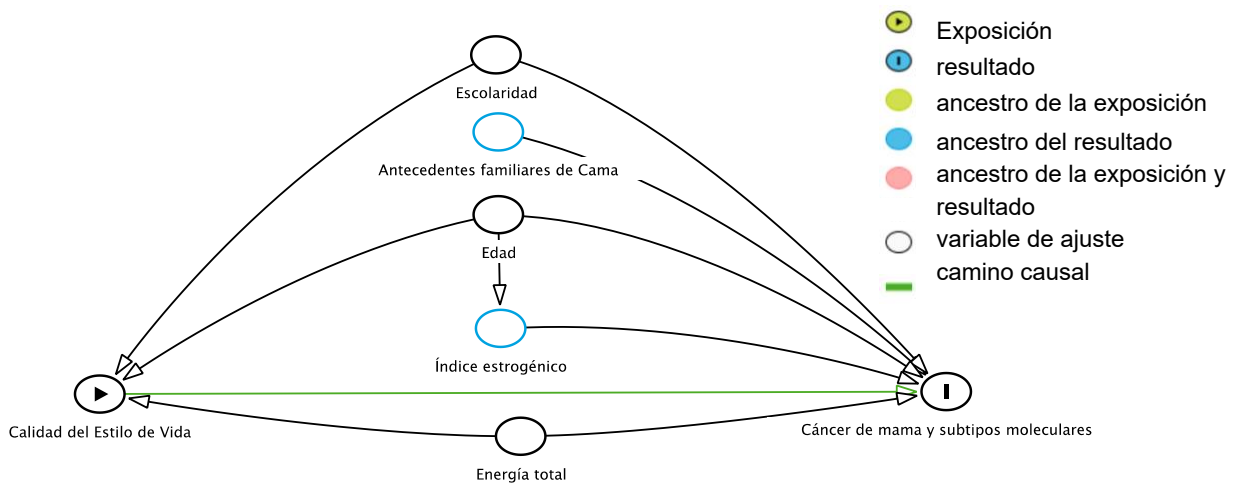 Escolaridad
Antecedentes familiares de Cama
Edad
Índice estrogénico
Calidad del Estilo de Vida
Cáncer de mama y subtipos moleculares
Energía total
Exposición
resultado
ancestro de la exposición
ancestro del resultado
ancestro de la exposición y
resultado
variable de ajuste
camino causal